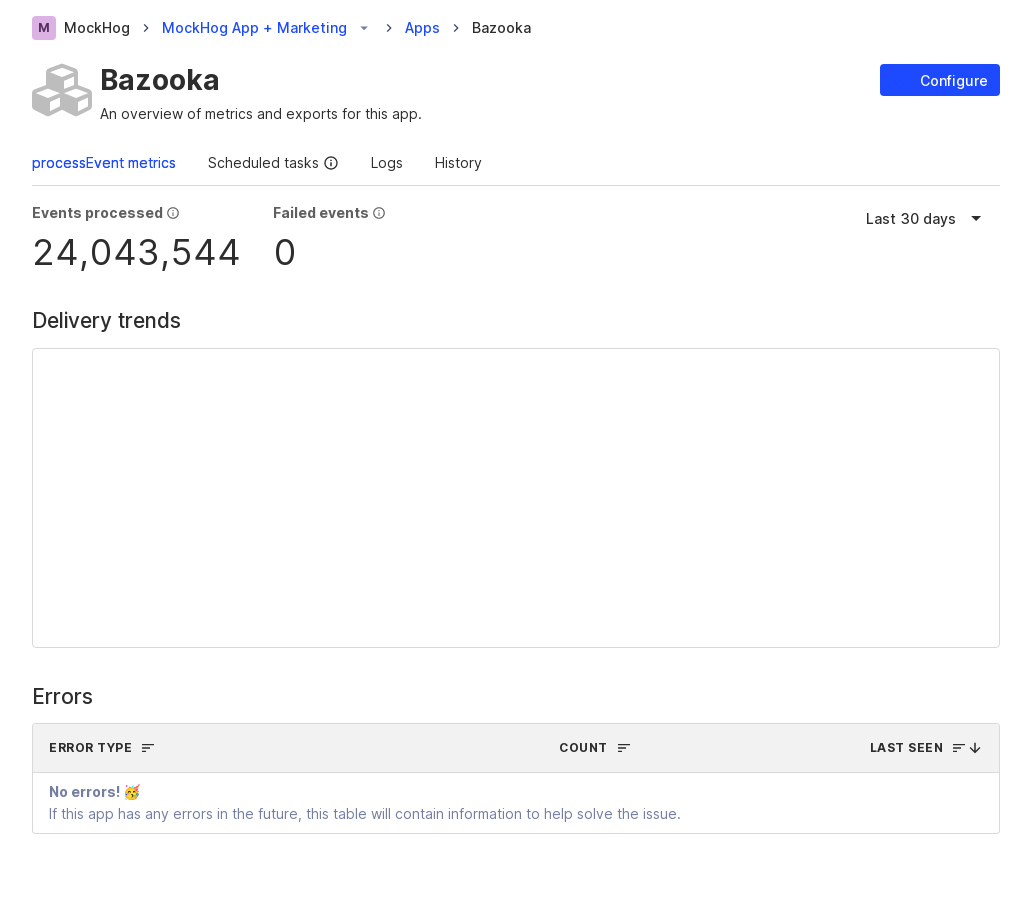 M MockHog MockHog App + Marketing Apps Bazooka
Bazooka
Configure
An overview of metrics and exports for this app.
processEvent metrics Scheduled tasks Logs History
Events processed Failed events
Last 30 days
24,043,544 0
Delivery trends
Errors
ERROR TYPE COUNT LAST SEEN
No errors! 🥳
If this app has any errors in the future, this table will contain information to help solve the issue.